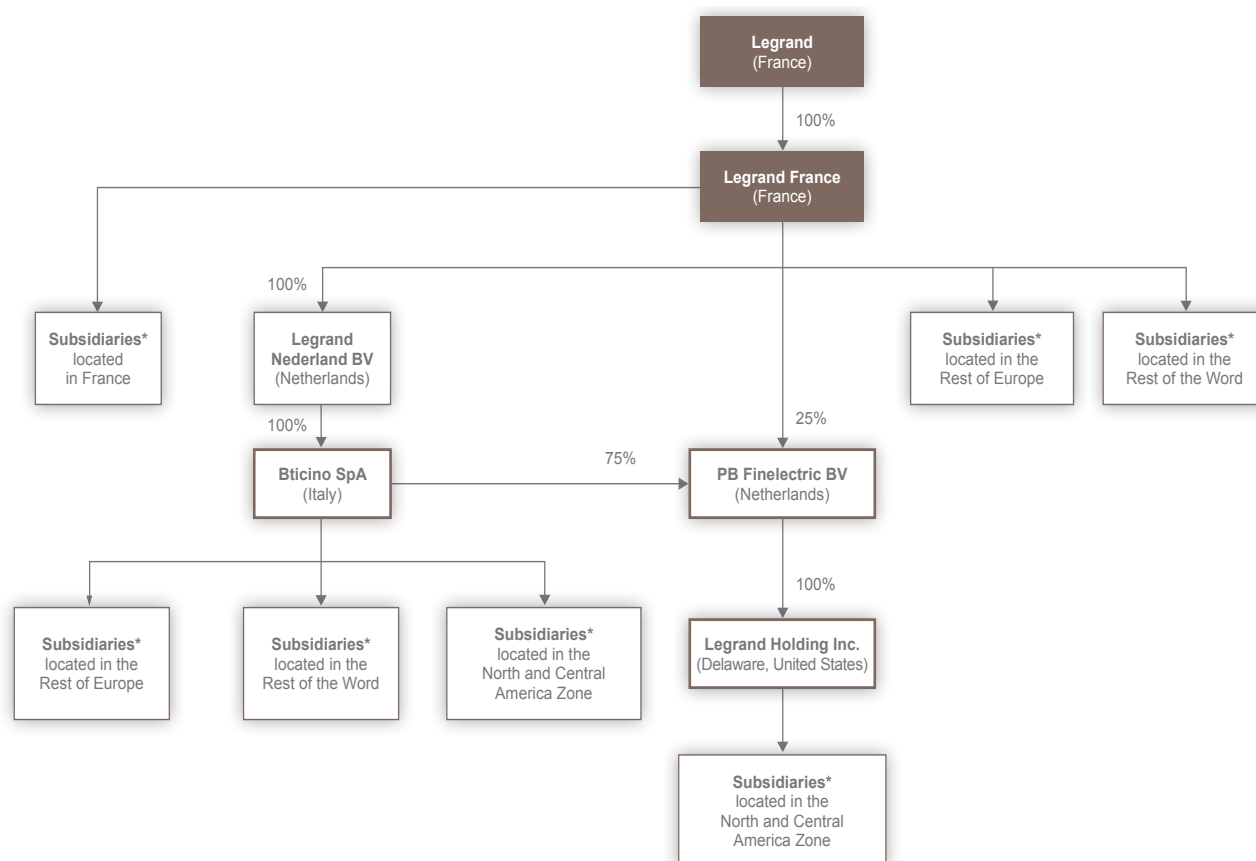 Legrand
(France)
100%
Legrand France
(France)
100%
Subsidiaries*
located
in France
Legrand
Nederland BV
(Netherlands)
Subsidiaries*
located in the
Rest of Europe
Subsidiaries*
located in the
Rest of the Word
100%
25%
Bticino SpA
(Italy)
75%
PB Finelectric BV
(Netherlands)
100%
Subsidiaries*
located in the
Rest of Europe
Subsidiaries*
located in the
Rest of the Word
Subsidiaries*
located in the
North and Central
America Zone
Legrand Holding Inc.
(Delaware, United States)
Subsidiaries*
located in the
North and Central
America Zone